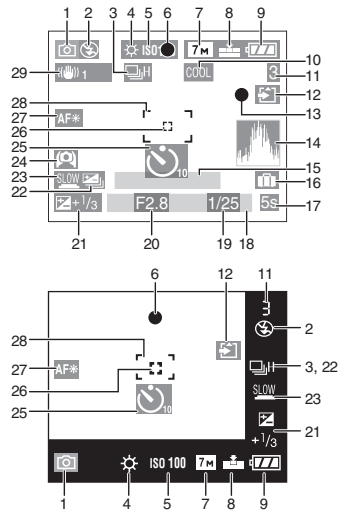 1 2 4 5 6 7 8 9
3
ISO 7M
10
29 1 H COOL 3 11
28 12
27 AF✳ 13
26
25 14
24
10 15
23 SLOW 16
22
+1/3 F2.8 1/25 5s 17
21 20 19 18
6 12 11
3
28 2
27 AF✳ H 3, 22
26 SLOW 23
25 10
21
+1/3
ISO 100 7M
1 4 5 7 8 9